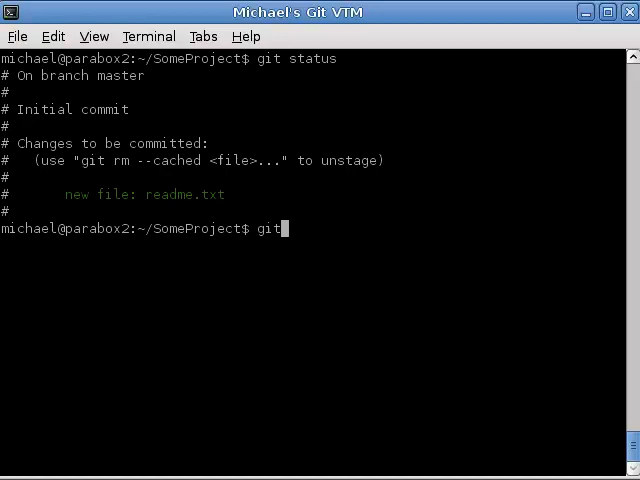 Michael's Git VTM
File Edit View Terminal Tabs Help
michael@parabox2:~/SomeProject$ git status
# On branch master
#
# Initial commit
#
# Changes to be committed:
#   (use "git rm --cached <file>..." to unstage)
#
#       new file: readme.txt
#
michael@parabox2:~/SomeProject$ git